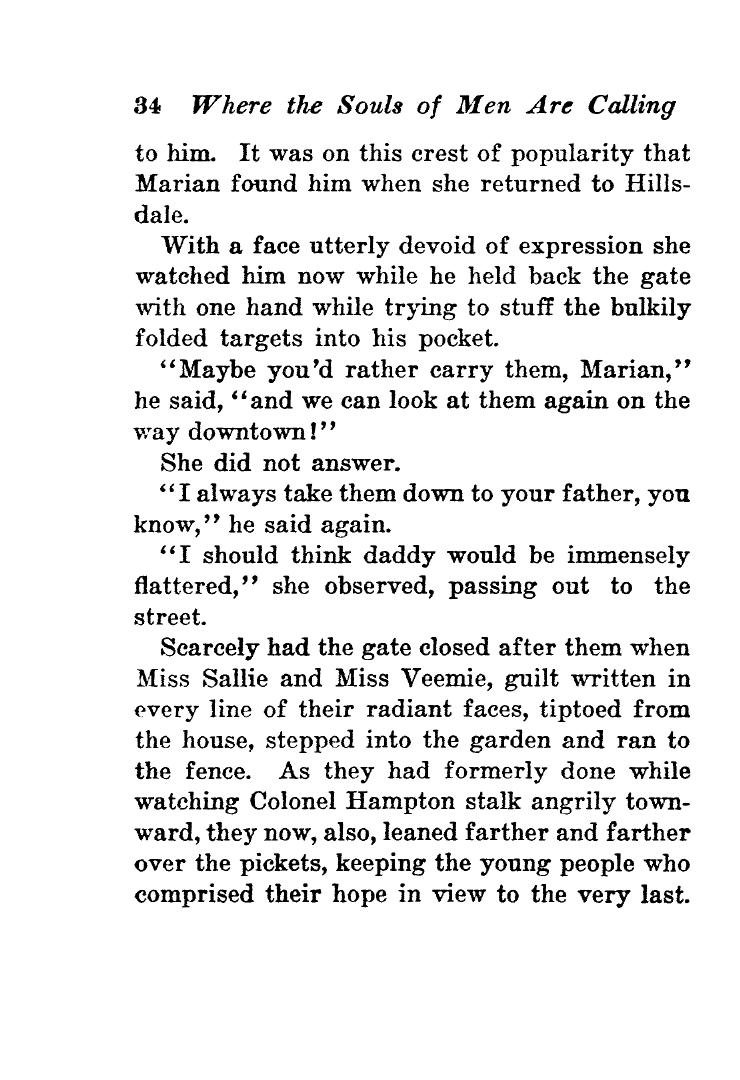 34 Where the Souls of Men Are Calling
to him. It was on this crest of popularity that
Marian found him when she returned to Hills-
dale.
With a face utterly devoid of expression she
watched him now while he held back the gate
with one hand while trying to stuff the bulkily
folded targets into his pocket.
“Maybe you’d rather carry them, Marian,”
he said, “and we can look at them again on the
way downtown!”
She did not answer.
“I always take them down to your father, you
know,” he said again.
“I should think daddy would be immensely
flattered,” she observed, passing out to the
street.
Scarcely had the gate closed after them when
Miss Sallie and Miss Veemie, guilt written in
every line of their radiant faces, tiptoed from
the house, stepped into the garden and ran to
the fence. As they had formerly done while
watching Colonel Hampton stalk angrily town-
ward, they now, also, leaned farther and farther
over the pickets, keeping the young people who
comprised their hope in view to the very last.